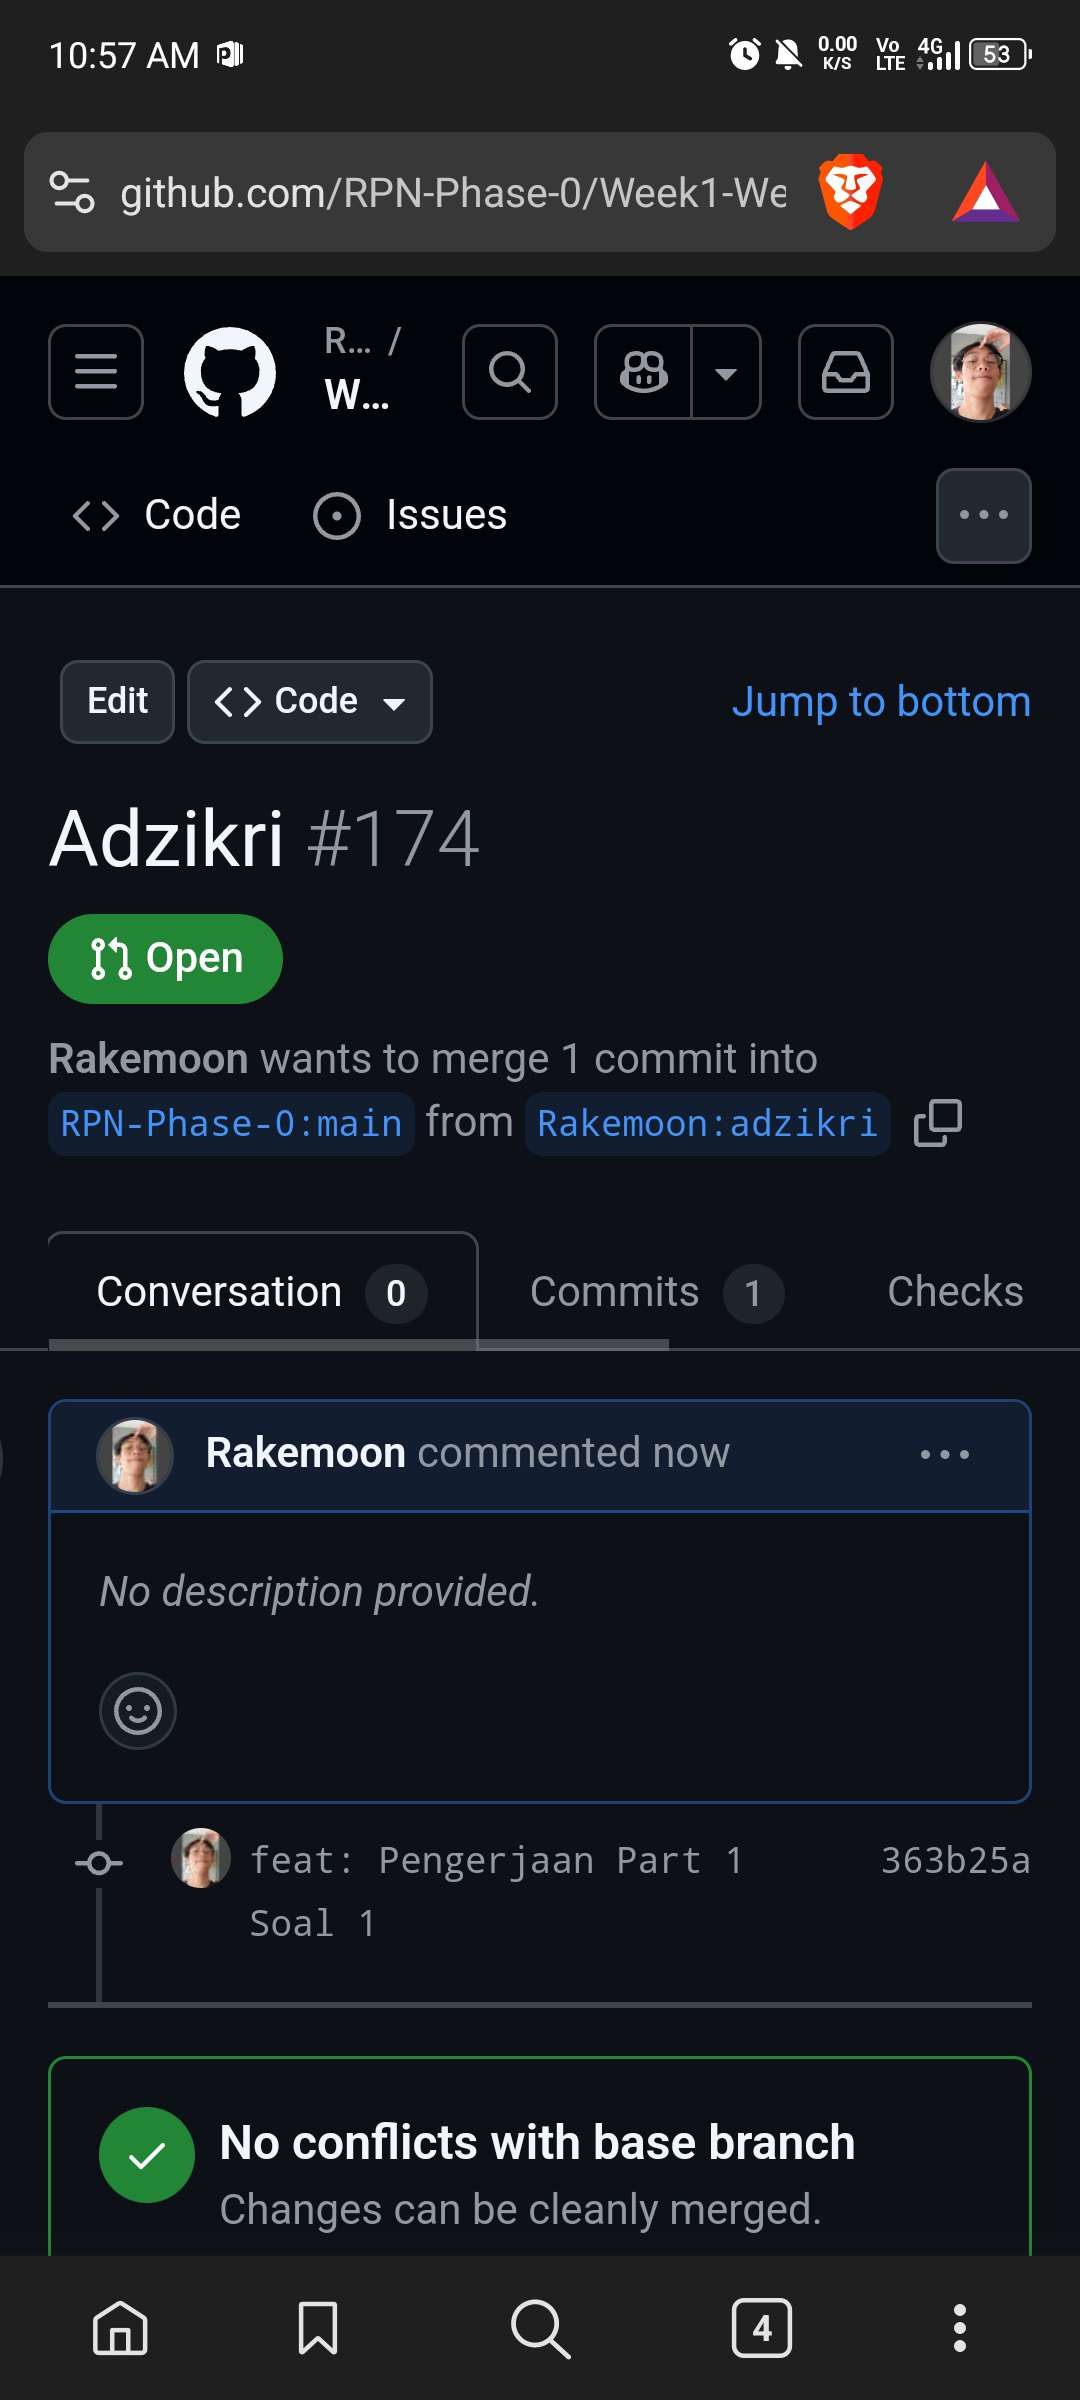 10:57 AM
0.00
K/S
Vo
LTE
4G
53
github.com/RPN-Phase-0/Week1-We
R... /
W...
Code
Issues
Edit
Code
Jump to bottom
Adzikri #174
Open
Rakemoon wants to merge 1 commit into
RPN-Phase-0:main from Rakemoon:adzikri
Conversation 0
Commits 1
Checks
Rakemoon commented now
No description provided.
feat: Pengerjaan Part 1 363b25a
Soal 1
No conflicts with base branch
Changes can be cleanly merged.
4